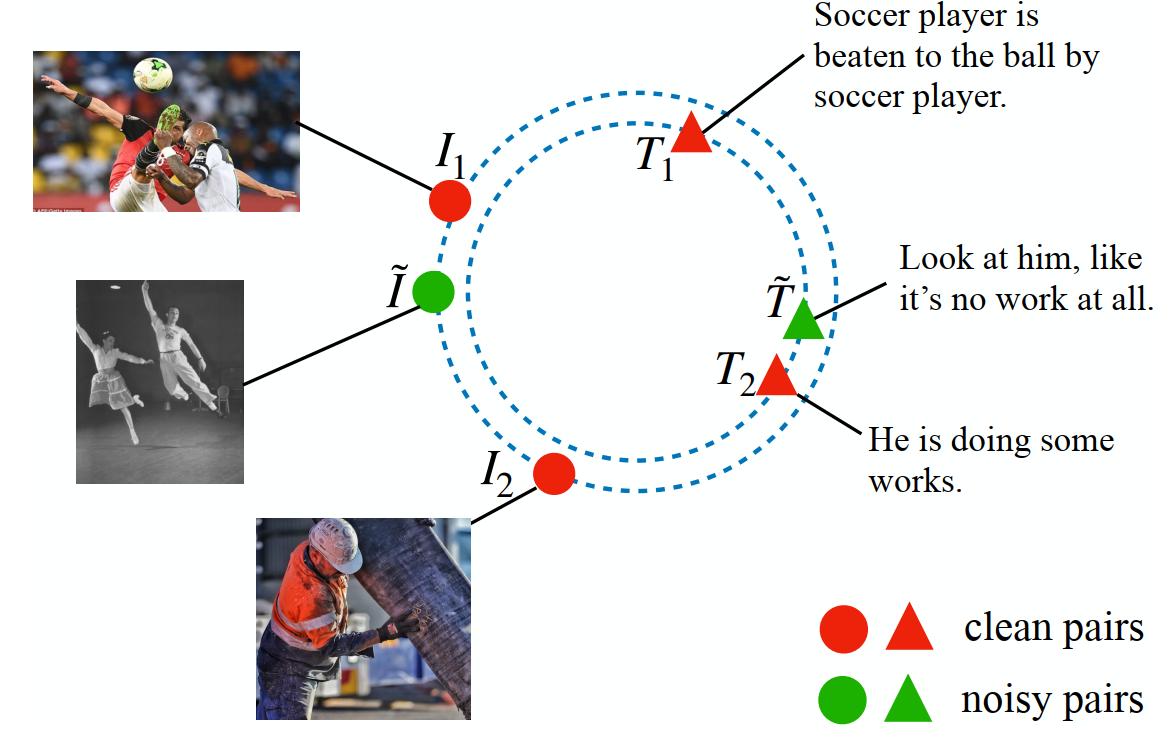 Soccer player is
beaten to the ball by
soccer player.
I₁
T₁
Look at him, like
it's no work at all.
Ĩ
T̃
T₂
He is doing some
works.
I₂
clean pairs
noisy pairs